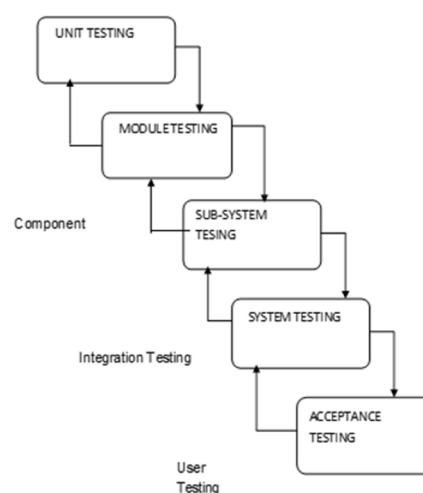 UNIT TESTING
MODULETESTING
SUB-SYSTEM
TESING
Component
SYSTEM TESTING
Integration Testing
ACCEPTANCE
TESTING
User
Testing